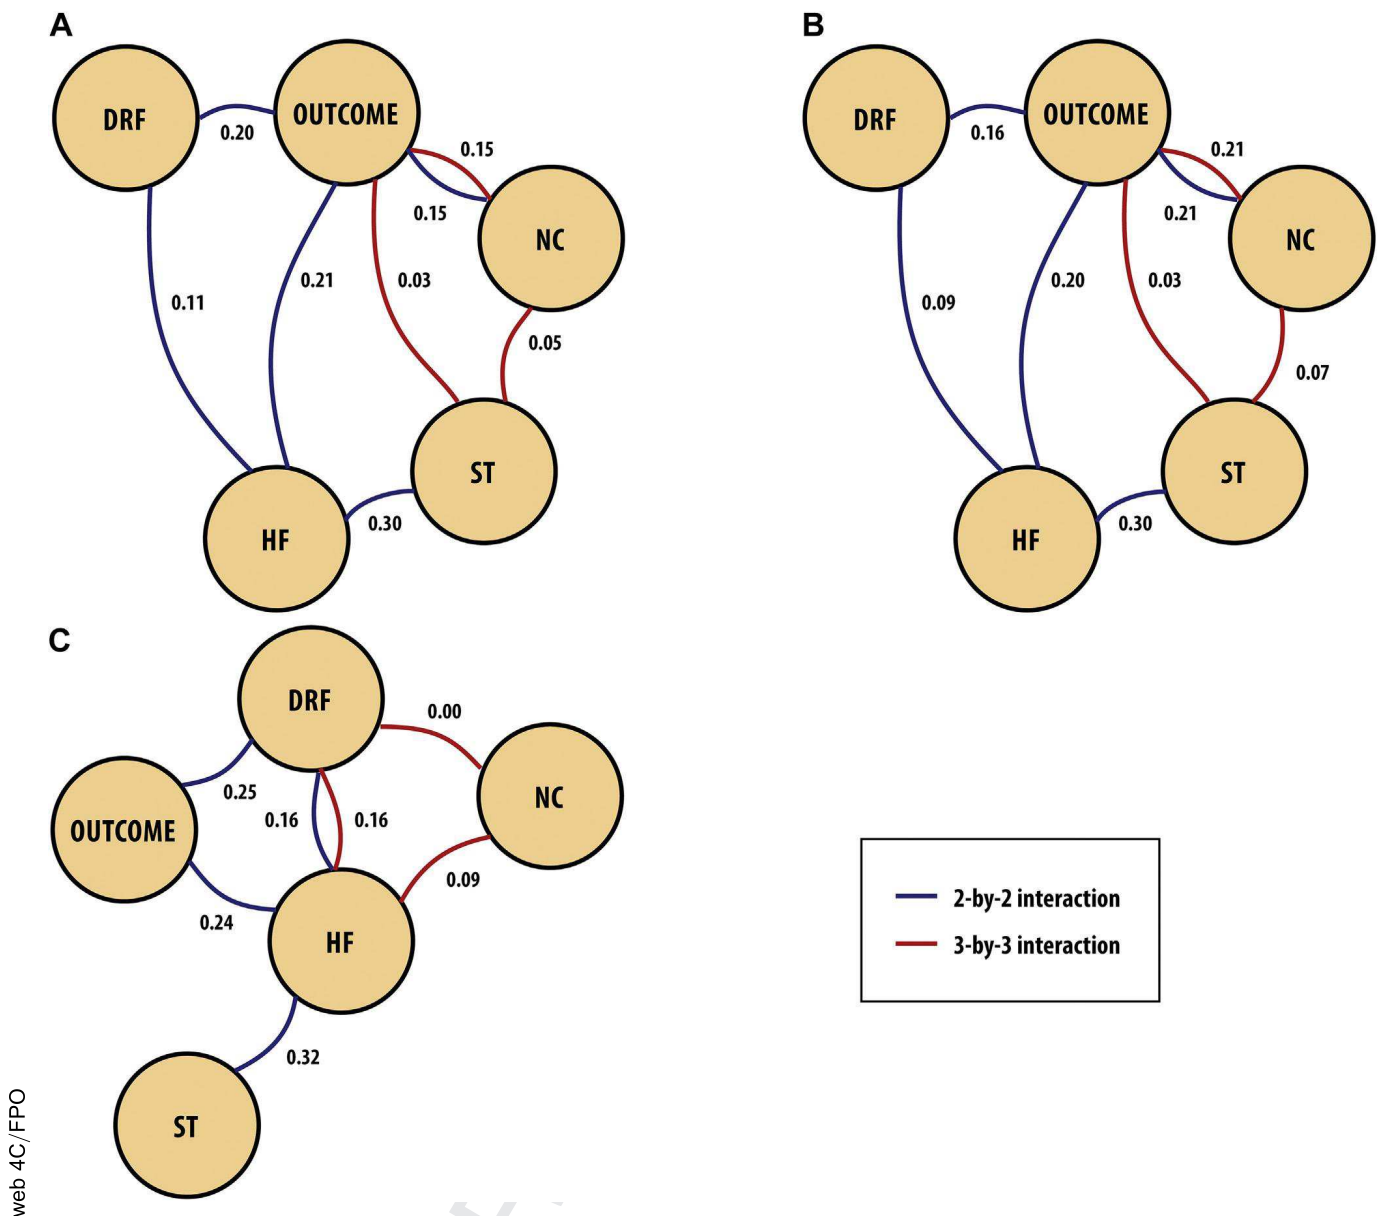 A
DRF
OUTCOME
0.20
0.15
0.15
NC
0.11
0.21
0.03
0.05
ST
HF
0.30
B
DRF
OUTCOME
0.16
0.21
0.21
NC
0.09
0.20
0.03
0.07
ST
HF
0.30
C
DRF
0.00
OUTCOME
0.25
0.16
0.16
NC
0.09
0.24
HF
0.32
ST
2-by-2 interaction
3-by-3 interaction
web 4C/FPO